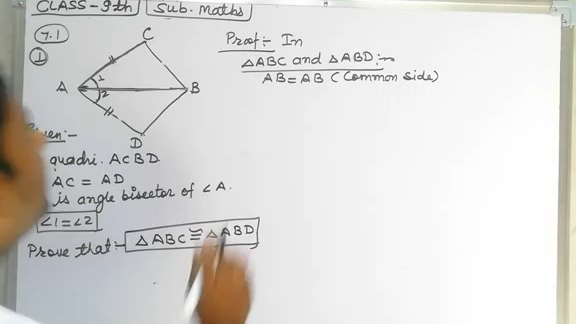 CLASS-9th Sub. Maths
7.1
①
C
A
1
2
B
D
Given:-
quadri. ACBD.
AC = AD
is angle bisector of ∠A.
∠1=∠2
Prove that:- △ABC ≅ △ABD
Proof:- In
△ABC and △ABD:-
AB = AB (Common side)